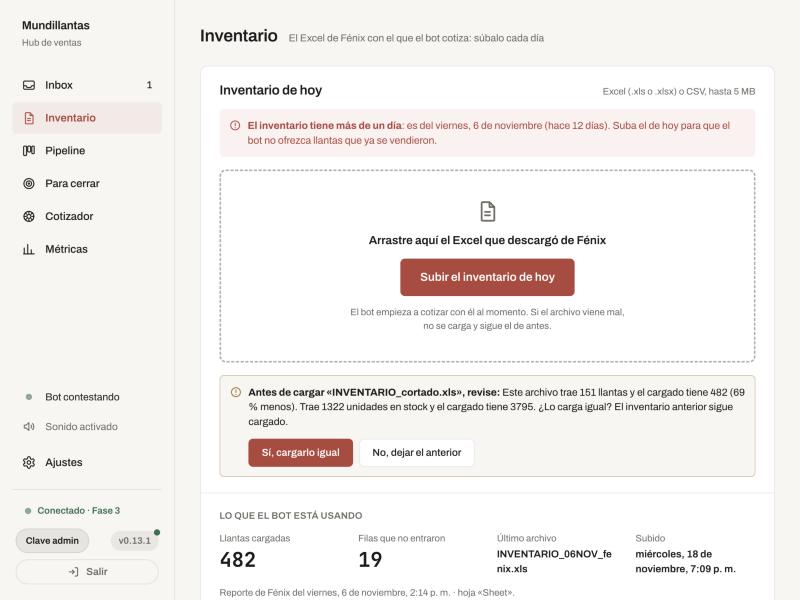 Mundillantas
Hub de ventas
Inbox 1
Inventario
Pipeline
Para cerrar
Cotizador
Métricas
Bot contestando
Sonido activado
Ajustes
Conectado · Fase 3
Clave admin v0.13.1
Salir
Inventario El Excel de Fénix con el que el bot cotiza: súbalo cada día
Inventario de hoy Excel (.xls o .xlsx) o CSV, hasta 5 MB
El inventario tiene más de un día: es del viernes, 6 de noviembre (hace 12 días). Suba el de hoy para que el
bot no ofrezca llantas que ya se vendieron.
Arrastre aquí el Excel que descargó de Fénix
Subir el inventario de hoy
El bot empieza a cotizar con él al momento. Si el archivo viene mal,
no se carga y sigue el de antes.
Antes de cargar «INVENTARIO_cortado.xls», revise: Este archivo trae 151 llantas y el cargado tiene 482 (69
% menos). Trae 1322 unidades en stock y el cargado tiene 3795. ¿Lo carga igual? El inventario anterior sigue
cargado.
Sí, cargarlo igual No, dejar el anterior
LO QUE EL BOT ESTÁ USANDO
Llantas cargadas Filas que no entraron Último archivo Subido
482 19 INVENTARIO_06NOV_fe miércoles, 18 de
nix.xls noviembre, 7:09 p. m.
Reporte de Fénix del viernes, 6 de noviembre, 2:14 p. m. · hoja «Sheet».